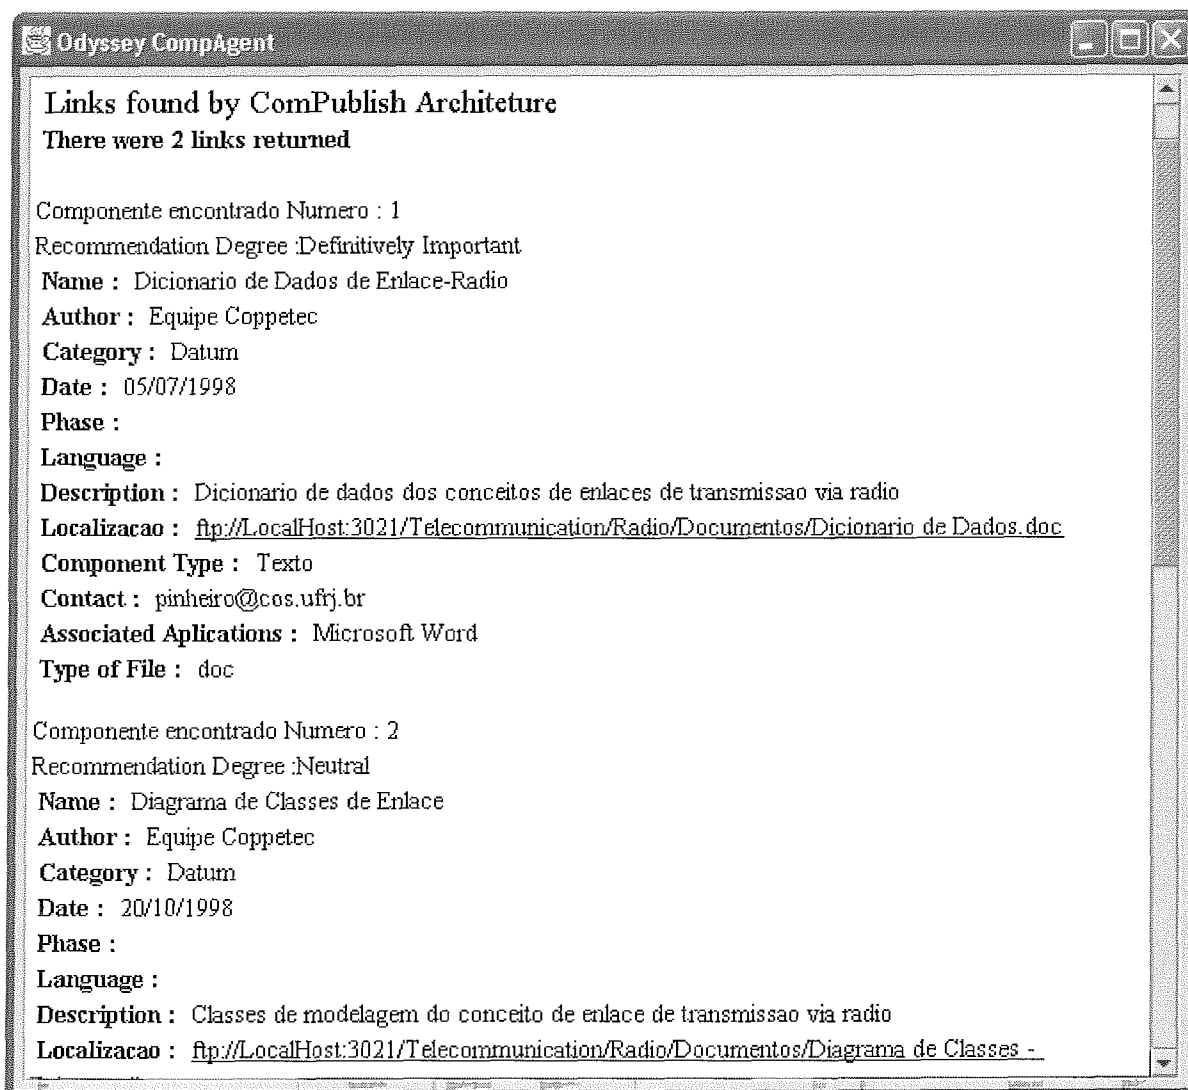 Odyssey CompAgent
Links found by ComPublish Architeture
There were 2 links returned
Componente encontrado Numero : 1
Recommendation Degree :Definitively Important
Name : Dicionario de Dados de Enlace-Radio
Author : Equipe Coppetec
Category : Datum
Date : 05/07/1998
Phase :
Language :
Description : Dicionario de dados dos conceitos de enlaces de transmissao via radio
Localizacao : ftp://LocalHost:3021/Telecommunication/Radio/Documentos/Dicionario de Dados.doc
Component Type : Texto
Contact : pinheiro@cos.ufrj.br
Associated Aplications : Microsoft Word
Type of File : doc
Componente encontrado Numero : 2
Recommendation Degree :Neutral
Name : Diagrama de Classes de Enlace
Author : Equipe Coppetec
Category : Datum
Date : 20/10/1998
Phase :
Language :
Description : Classes de modelagem do conceito de enlace de transmissao via radio
Localizacao : ftp://LocalHost:3021/Telecommunication/Radio/Documentos/Diagrama de Classes -